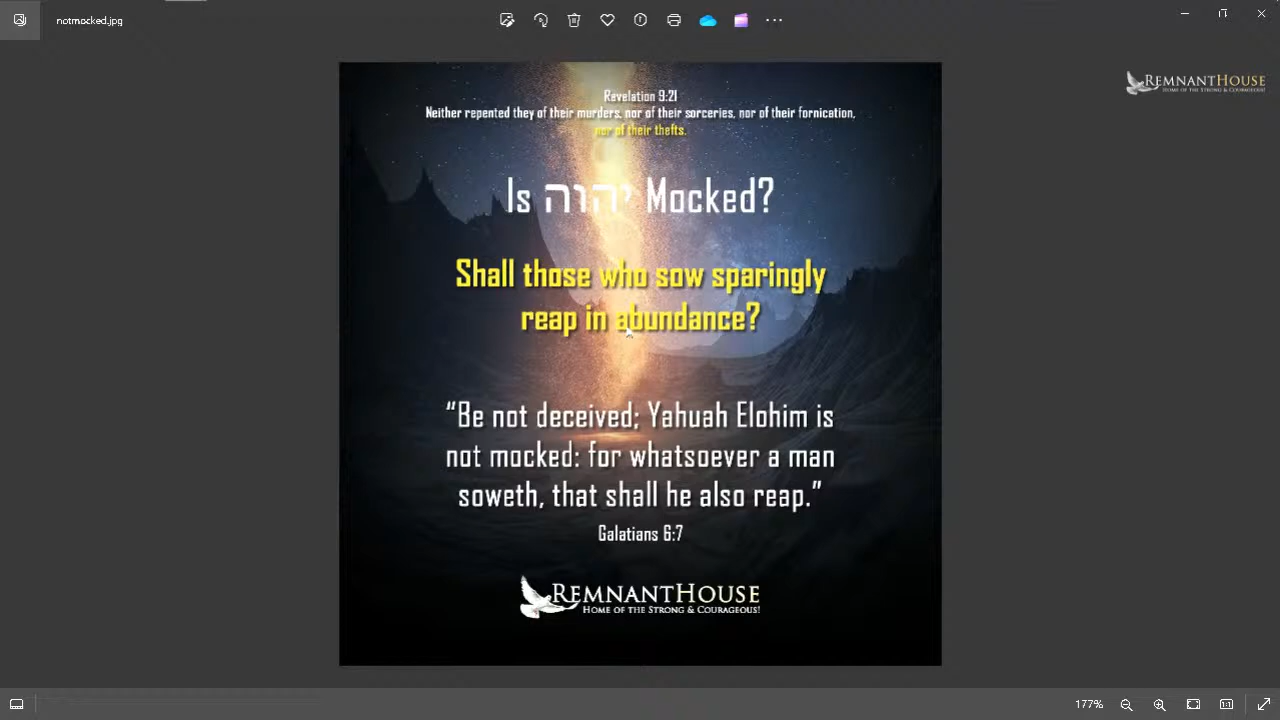 notmocked.jpg
REMNANTHOUSE
HOME OF THE STRONG & COURAGEOUS!
Revelation 9:21
Neither repented they of their murders, nor of their sorceries, nor of their fornication,
nor of their thefts.
Is יהוה Mocked?
Shall those who sow sparingly
reap in abundance?
“Be not deceived; Yahuah Elohim is
not mocked: for whatsoever a man
soweth, that shall he also reap.”
Galatians 6:7
REMNANTHOUSE
HOME OF THE STRONG & COURAGEOUS!
177%